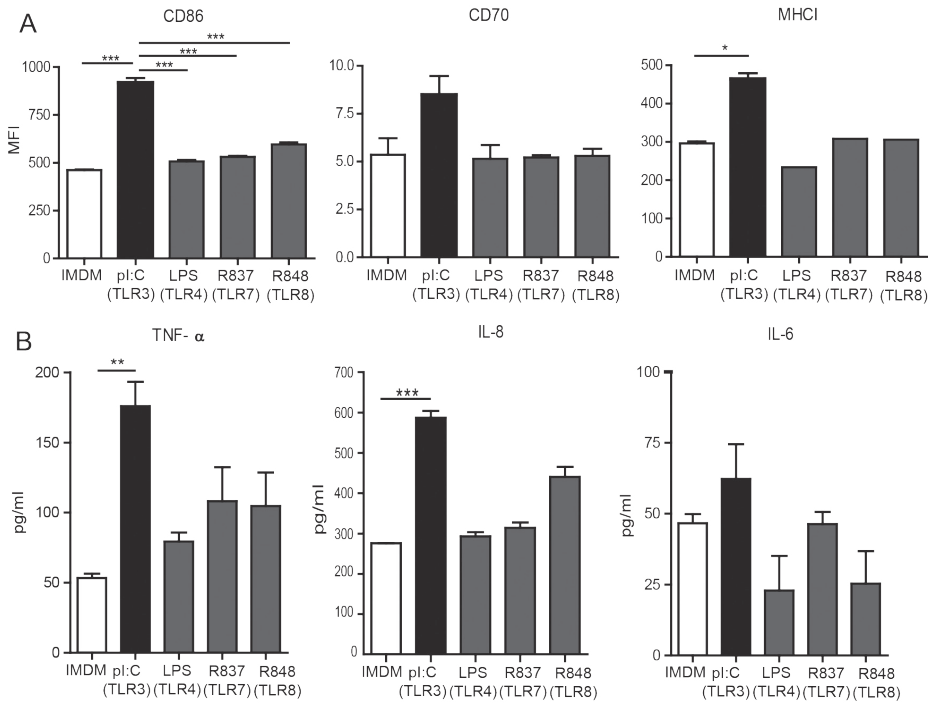 A
CD86
CD70
MHCI
***
***
***
***
*
MFI
1000
750
500
250
0
10.0
7.5
5.0
2.5
0.0
500
400
300
200
100
0
IMDM pI:C LPS R837 R848
(TLR3) (TLR4) (TLR7) (TLR8)
IMDM pI:C LPS R837 R848
(TLR3) (TLR4) (TLR7) (TLR8)
IMDM pI:C LPS R837 R848
(TLR3) (TLR4) (TLR7) (TLR8)
B
TNF- α
IL-8
IL-6
**
***
pg/ml
200
150
100
50
0
pg/ml
700
600
500
400
300
200
100
0
pg/ml
100
75
50
25
0
IMDM pI:C LPS R837 R848
(TLR3) (TLR4) (TLR7) (TLR8)
IMDM pI:C LPS R837 R848
(TLR3) (TLR4) (TLR7) (TLR8)
IMDM pI:C LPS R837 R848
(TLR3) (TLR4) (TLR7) (TLR8)